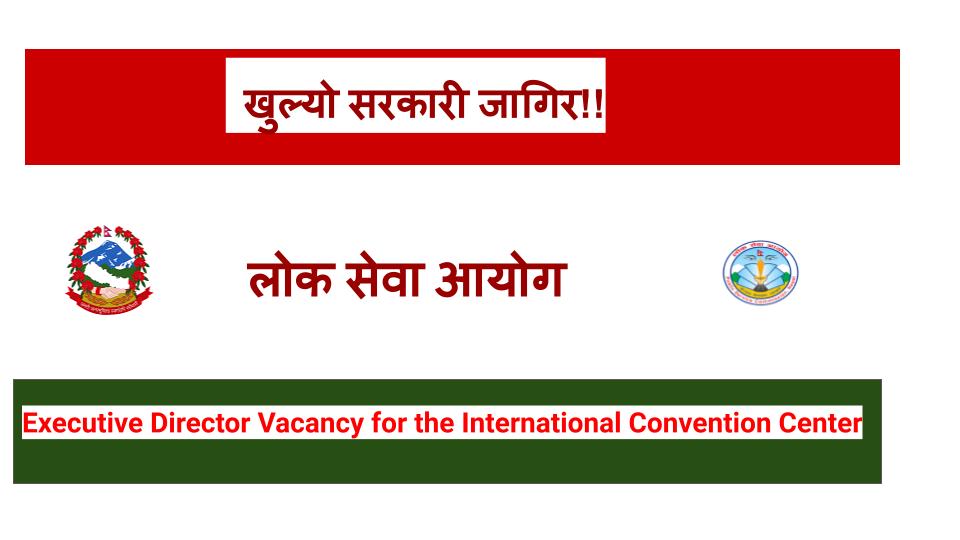 खुल्यो सरकारी जागिर!!
लोक सेवा आयोग
Executive Director Vacancy for the International Convention Center